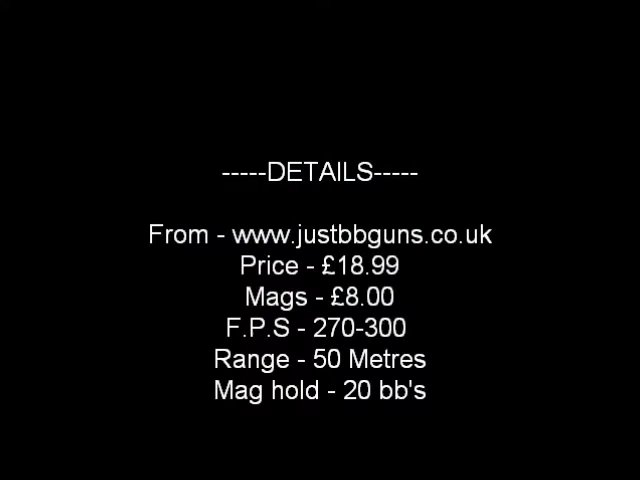 -----DETAILS-----
From - www.justbbguns.co.uk
Price - £18.99
Mags - £8.00
F.P.S - 270-300
Range - 50 Metres
Mag hold - 20 bb's